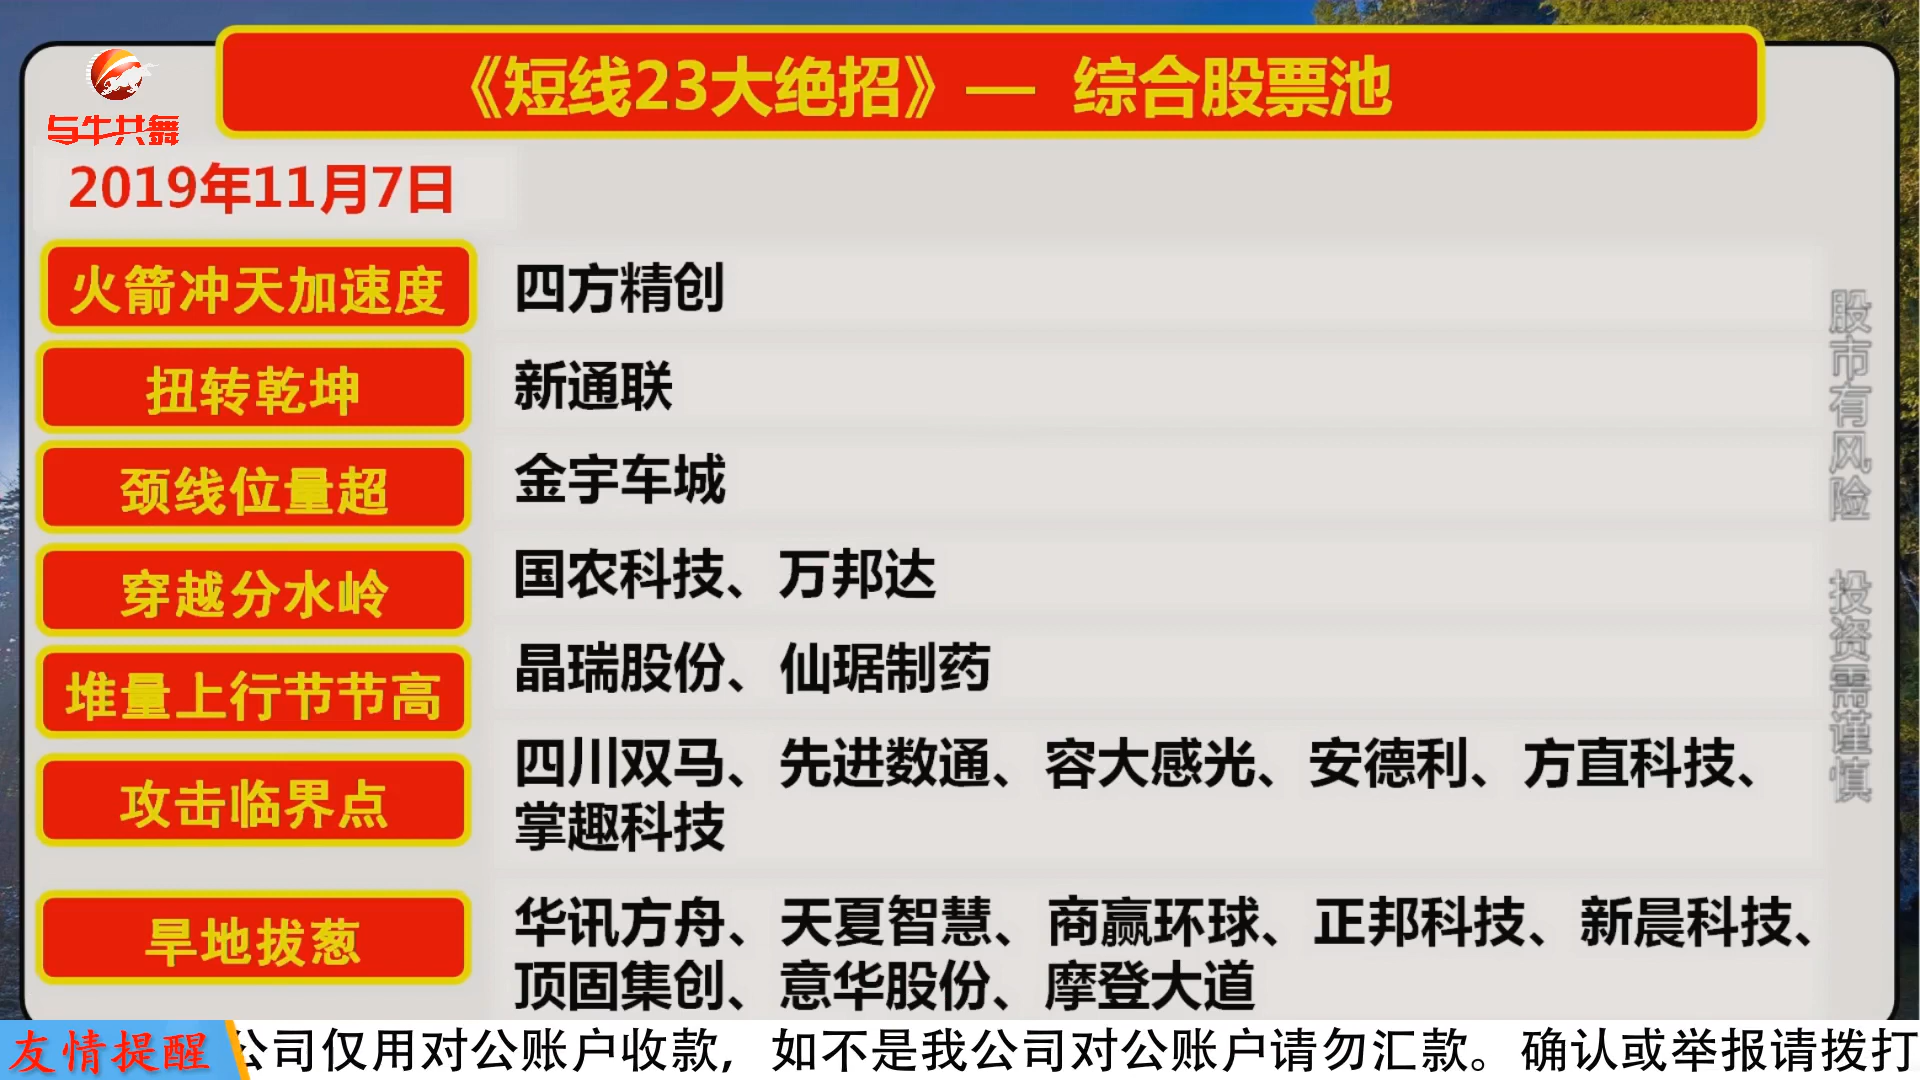 《短线23大绝招》— 综合股票池
与牛共舞
2019年11月7日
火箭冲天加速度
四方精创
扭转乾坤
新通联
颈线位量超
金宇车城
穿越分水岭
国农科技、万邦达
堆量上行节节高
晶瑞股份、仙琚制药
攻击临界点
四川双马、先进数通、容大感光、安德利、方直科技、
掌趣科技
旱地拔葱
华讯方舟、天夏智慧、商赢环球、正邦科技、新晨科技、
顶固集创、意华股份、摩登大道
股市有风险 投资需谨慎
友情提醒
公司仅用对公账户收款，如不是我公司对公账户请勿汇款。确认或举报请拨打